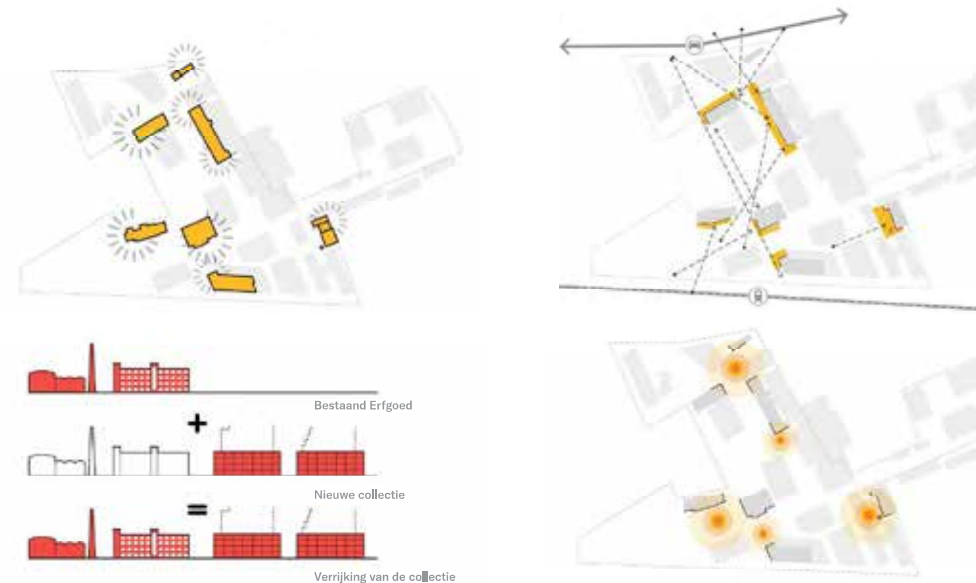 Bestaand Erfgoed
+
Nieuwe collectie
=
Verrijking van de collectie